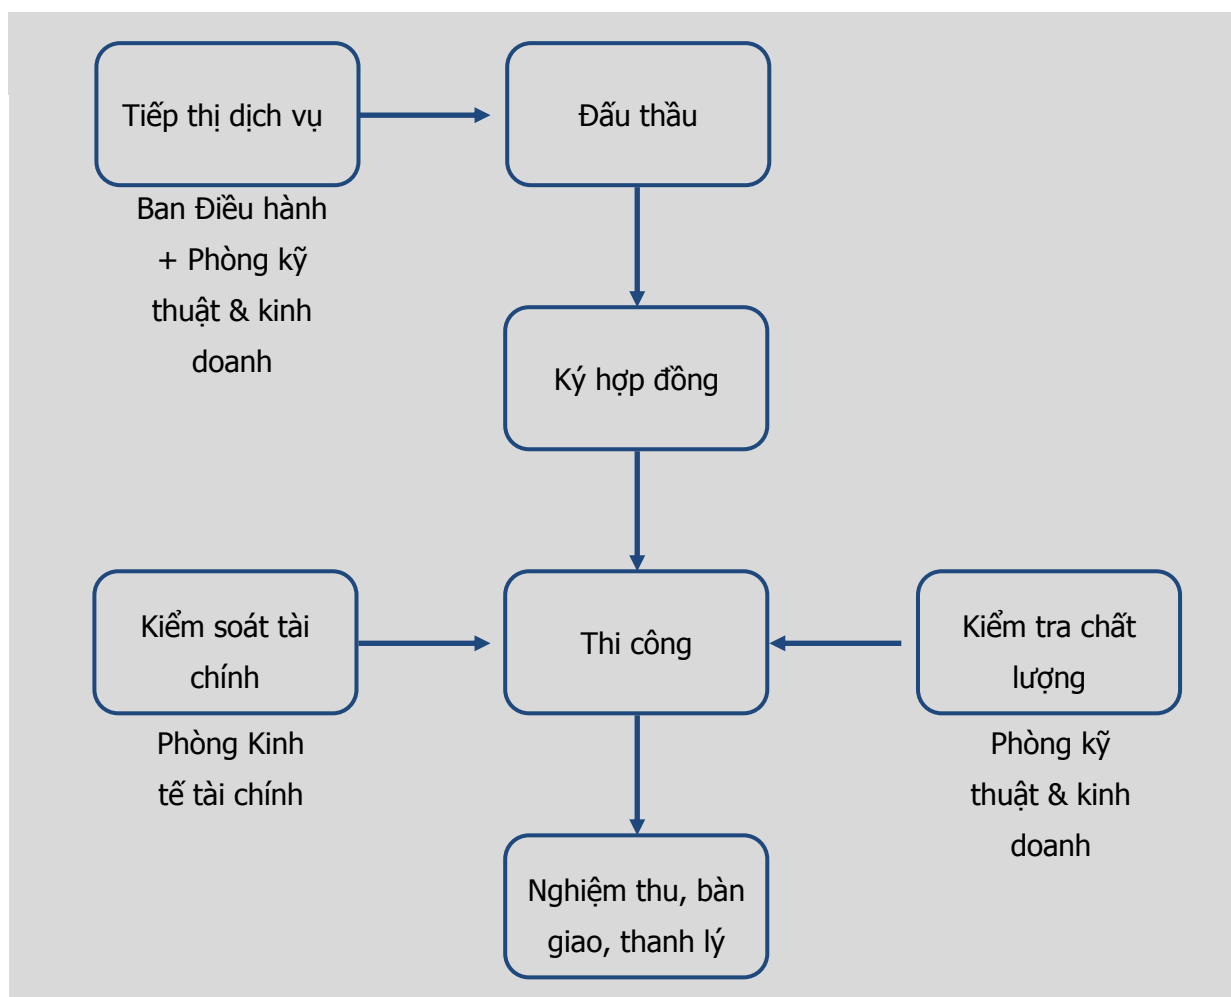 Tiếp thị dịch vụ
Đấu thầu
Ban Điều hành
+ Phòng kỹ
thuật & kinh
doanh
Ký hợp đồng
Kiểm soát tài
chính
Thi công
Kiểm tra chất
lượng
Phòng Kinh
tế tài chính
Phòng kỹ
thuật & kinh
doanh
Nghiệm thu, bàn
giao, thanh lý